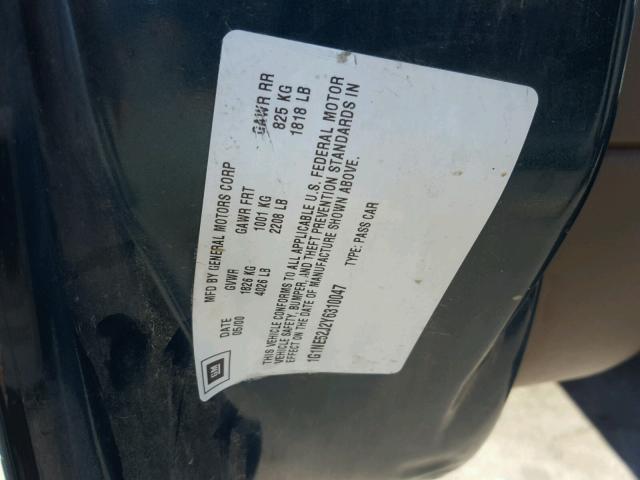 GM
MFD BY GENERAL MOTORS CORP
DATE GVWR GAWR FRT GAWR RR
05/00 1826 KG 1001 KG 825 KG
4026 LB 2208 LB 1818 LB
THIS VEHICLE CONFORMS TO ALL APPLICABLE U.S. FEDERAL MOTOR
VEHICLE SAFETY, BUMPER, AND THEFT PREVENTION STANDARDS IN
EFFECT ON THE DATE OF MANUFACTURE SHOWN ABOVE.
1G1NE52J2Y6310047 TYPE: PASS CAR